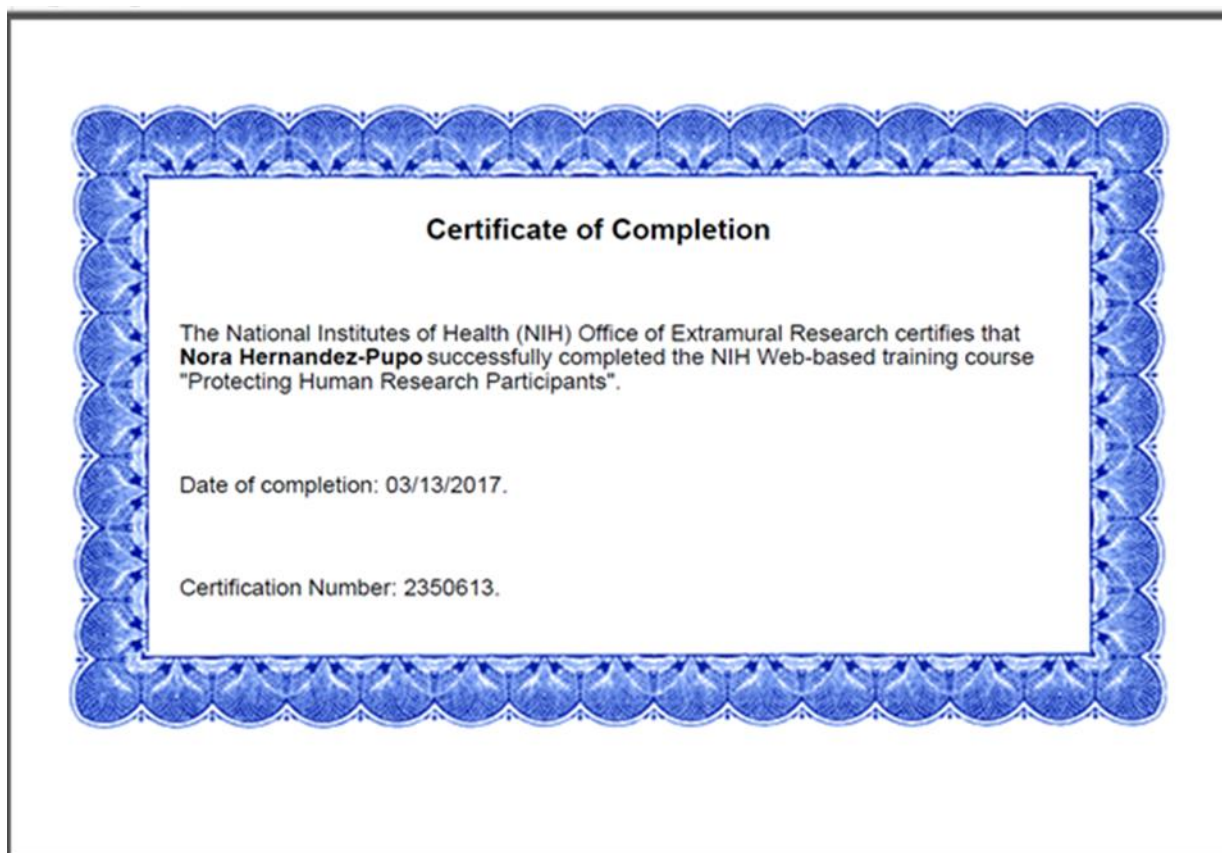 Certificate of Completion
The National Institutes of Health (NIH) Office of Extramural Research certifies that
Nora Hernandez-Pupo successfully completed the NIH Web-based training course
"Protecting Human Research Participants".
Date of completion: 03/13/2017.
Certification Number: 2350613.